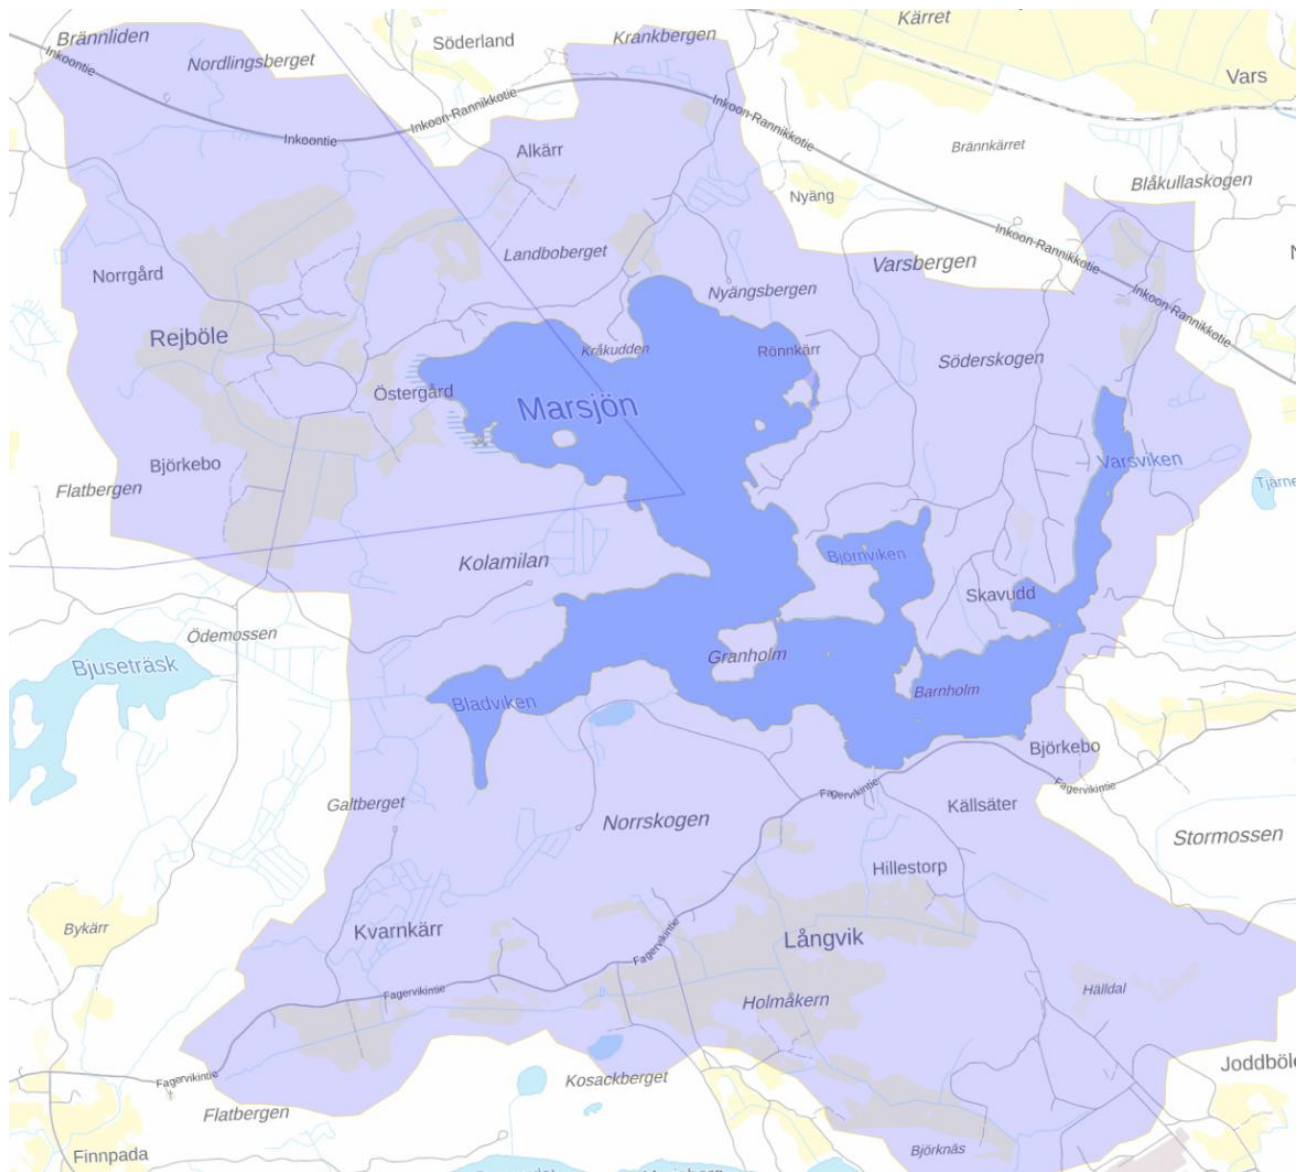 Kärret
Brännliden
Krankbergen
Söderland
Nordlingsberget
Inkoontie
Vars
Inkoon-Rannikkotie
Inkoon-Rannikkotie
Inkoontie
Alkärr
Brännkärret
Blåkullaskogen
Nyäng
Inkoon-Rannikkotie
Landboberget
Varsbergen
Norrgård
Nyängsbergen
Inkoon-Rannikkotie
Rejböle
Kråkudden
Rönnkärr
Söderskogen
Östergård
Marsjön
Björkebo
Varsviken
Flatbergen
Tjärne
Kolamilan
Björnviken
Skavudd
Ödemossen
Bjuseträsk
Granholm
Barnholm
Bladviken
Björkebo
Fagervikintie
Fagervikintie
Galtberget
Källsäter
Norrskogen
Stormossen
Hillestorp
Bykärr
Kvarnkärr
Långvik
Fagervikintie
Fagervikintie
Holmåkern
Hälldal
Joddböle
Fagervikintie
Kosackberget
Flatbergen
Finnpada
Björknäs